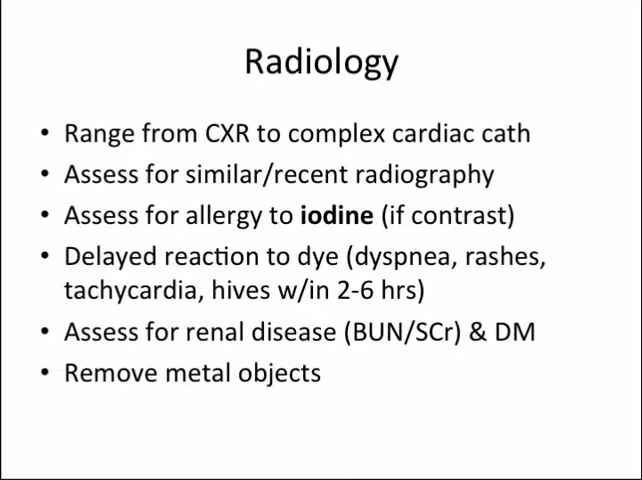 Radiology
• Range from CXR to complex cardiac cath
• Assess for similar/recent radiography
• Assess for allergy to iodine (if contrast)
• Delayed reaction to dye (dyspnea, rashes,
tachycardia, hives w/in 2-6 hrs)
• Assess for renal disease (BUN/SCr) & DM
• Remove metal objects